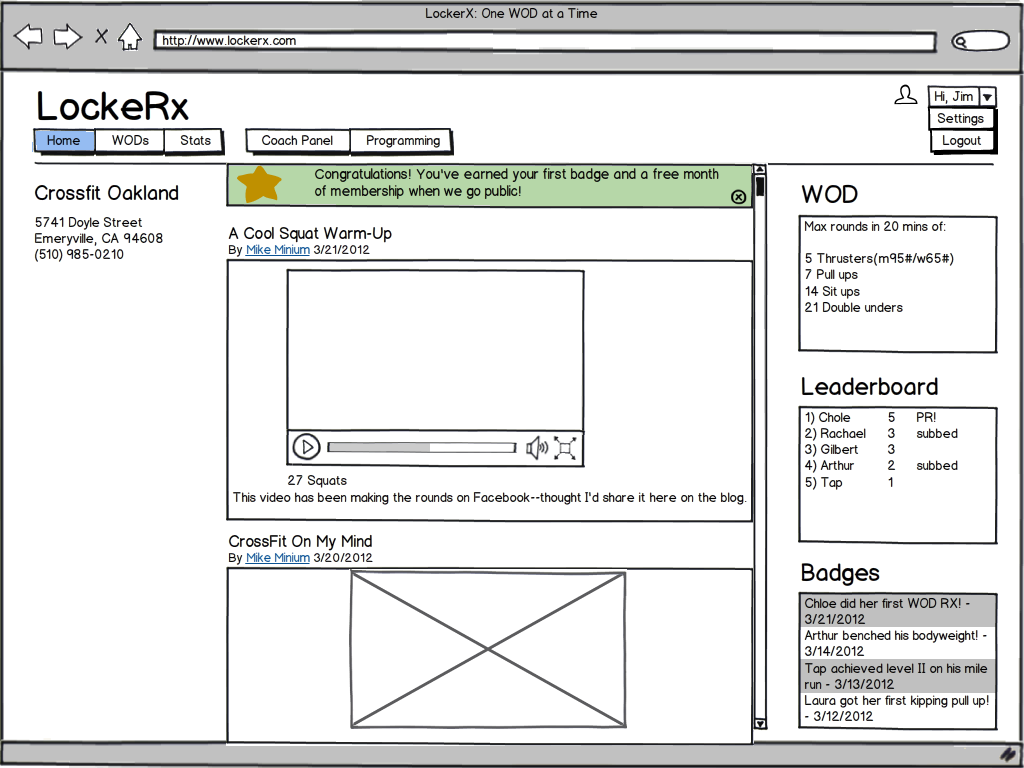 LockerX: One WOD at a Time
http://www.lockerx.com
LockeRx
Hi, Jim
Settings
Logout
Home
WODs
Stats
Coach Panel
Programming
Crossfit Oakland
5741 Doyle Street
Emeryville, CA 94608
(510) 985-0210
Congratulations! You've earned your first badge and a free month
of membership when we go public!
A Cool Squat Warm-Up
By Mike Minium 3/21/2012
27 Squats
This video has been making the rounds on Facebook--thought I'd share it here on the blog.
CrossFit On My Mind
By Mike Minium 3/20/2012
WOD
Max rounds in 20 mins of:
5 Thrusters(m95#/w65#)
7 Pull ups
14 Sit ups
21 Double unders
Leaderboard
1) Chole 5 PR!
2) Rachael 3 subbed
3) Gilbert 3
4) Arthur 2 subbed
5) Tap 1
Badges
Chloe did her first WOD RX! -
3/21/2012
Arthur benched his bodyweight! -
3/14/2012
Tap achieved level II on his mile
run - 3/13/2012
Laura got her first kipping pull up!
- 3/12/2012